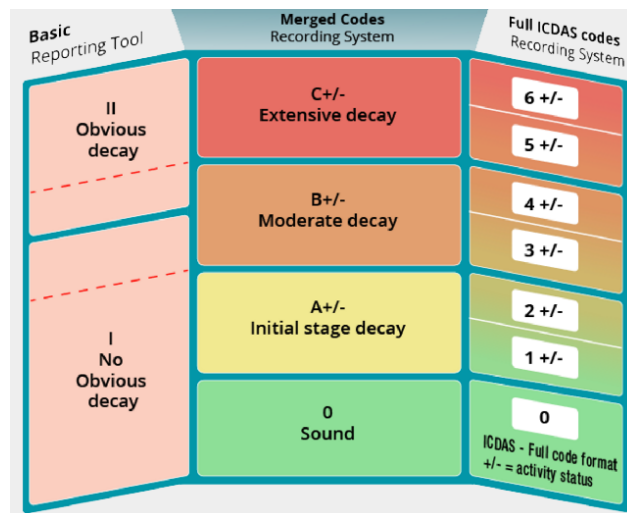 Basic
Reporting Tool
II
Obvious
decay
I
No
Obvious
decay
Merged Codes
Recording System
C+/-
Extensive decay
B+/-
Moderate decay
A+/-
Initial stage decay
0
Sound
Full ICDAS codes
Recording System
6 +/-
5 +/-
4 +/-
3 +/-
2 +/-
1 +/-
0
ICDAS - Full code format
+/- = activity status